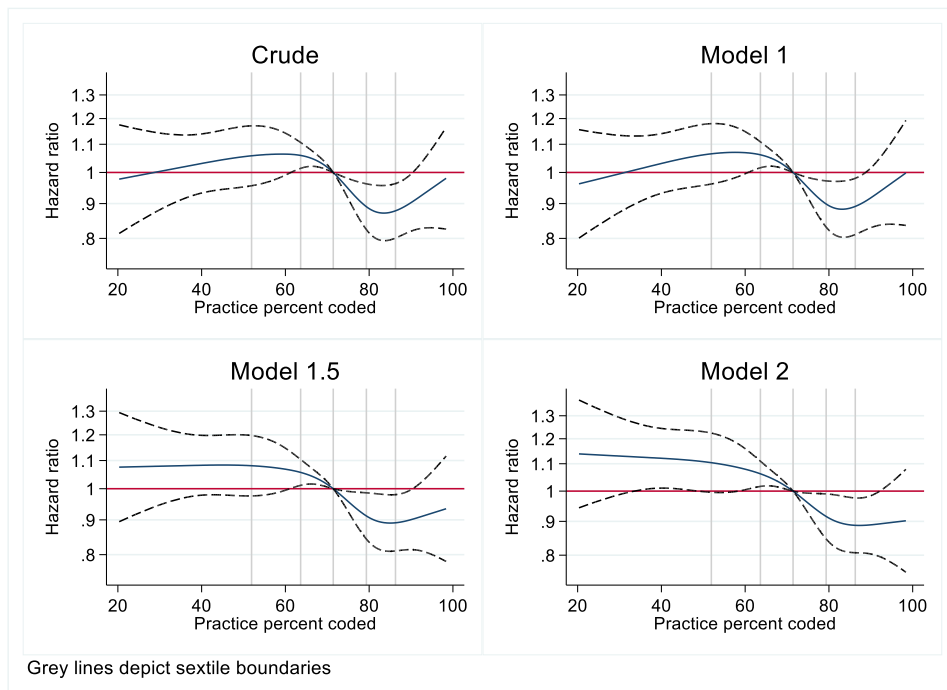 Crude
Hazard ratio
1.3
1.2
1.1
1
.9
.8
20 40 60 80 100
Practice percent coded
Model 1
Hazard ratio
1.3
1.2
1.1
1
.9
.8
20 40 60 80 100
Practice percent coded
Model 1.5
Hazard ratio
1.3
1.2
1.1
1
.9
.8
20 40 60 80 100
Practice percent coded
Model 2
Hazard ratio
1.3
1.2
1.1
1
.9
.8
20 40 60 80 100
Practice percent coded
Grey lines depict sextile boundaries